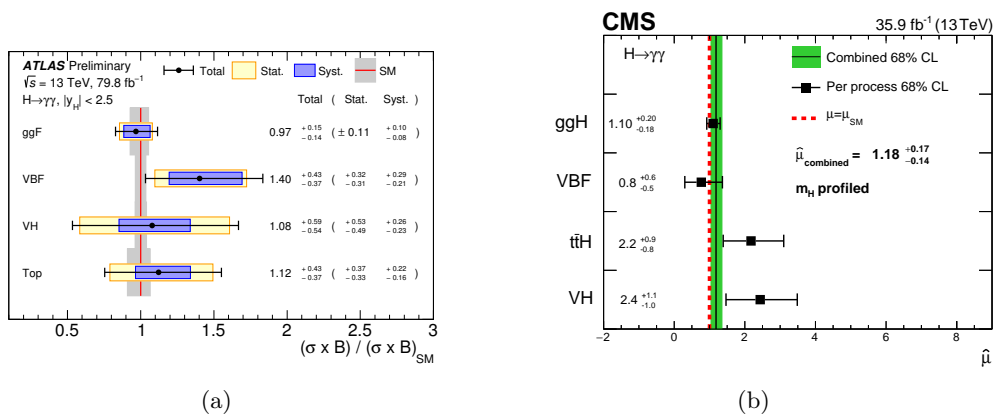 ATLAS Preliminary
√s = 13 TeV, 79.8 fb⁻¹
H→γγ, |y_H| < 2.5
Total Stat. Syst. SM
Total ( Stat. Syst. )
ggF 0.97 +0.15 −0.14 ( ±0.11 +0.10 −0.08 )
VBF 1.40 +0.43 −0.37 ( +0.32 −0.31 +0.29 −0.21 )
VH 1.08 +0.59 −0.54 ( +0.53 −0.49 +0.26 −0.23 )
Top 1.12 +0.43 −0.37 ( +0.37 −0.33 +0.22 −0.16 )
0.5 1 1.5 2 2.5 3
(σ x B) / (σ x B)_SM
(a)
CMS 35.9 fb⁻¹ (13 TeV)
H→γγ
Combined 68% CL
Per process 68% CL
μ=μ_SM
μ̂_combined = 1.18 +0.17 −0.14
m_H profiled
ggH 1.10 +0.20 −0.18
VBF 0.8 +0.6 −0.5
tt̄H 2.2 +0.9 −0.8
VH 2.4 +1.1 −1.0
−2 0 2 4 6 8
μ̂
(b)